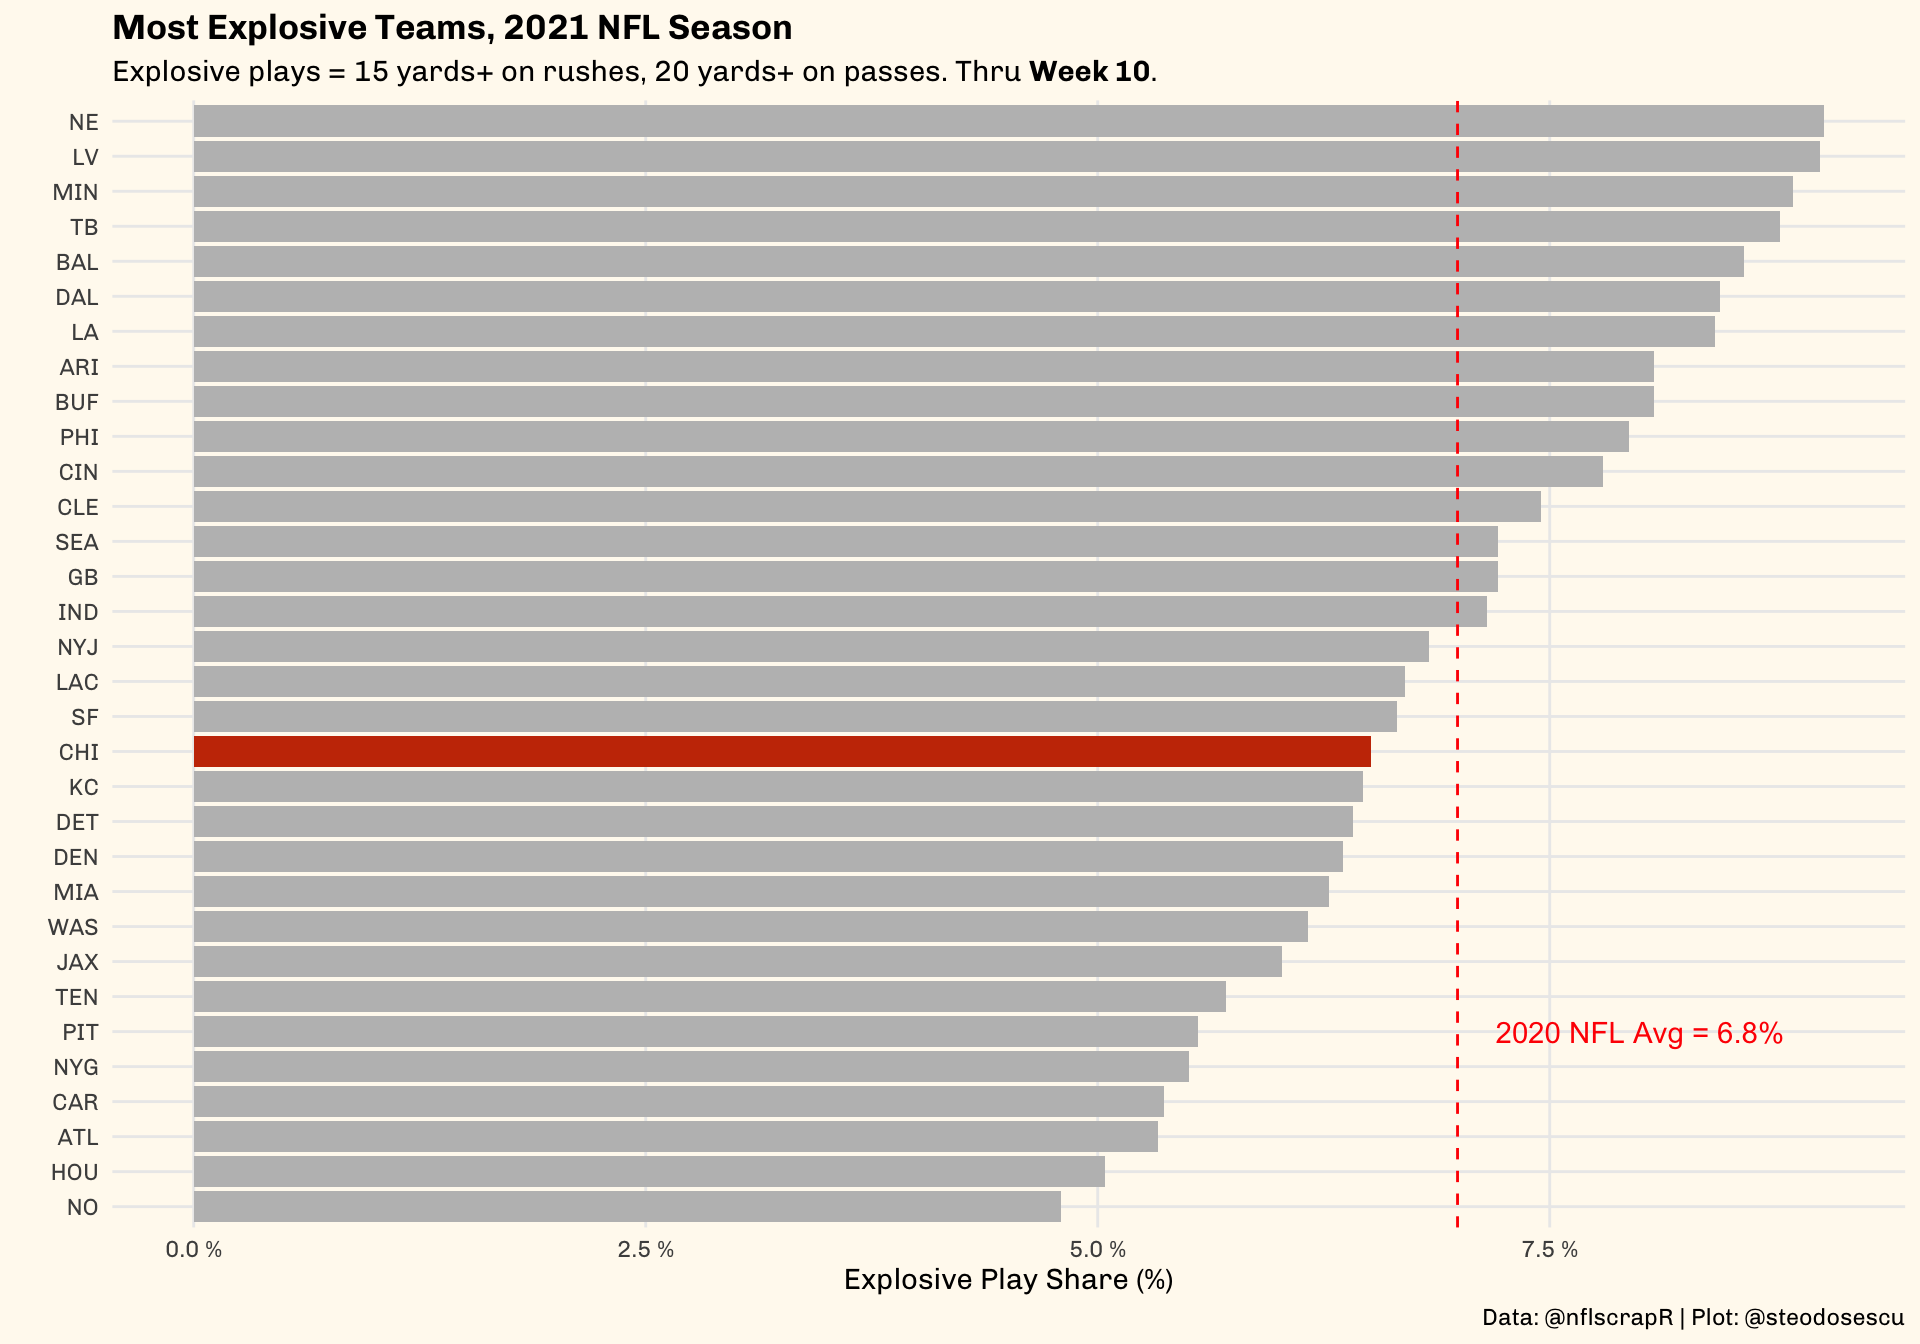 Most Explosive Teams, 2021 NFL Season
Explosive plays = 15 yards+ on rushes, 20 yards+ on passes. Thru Week 10.
NE
LV
MIN
TB
BAL
DAL
LA
ARI
BUF
PHI
CIN
CLE
SEA
GB
IND
NYJ
LAC
SF
CHI
KC
DET
DEN
MIA
WAS
JAX
TEN
PIT
2020 NFL Avg = 6.8%
NYG
CAR
ATL
HOU
NO
0.0 % 2.5 % 5.0 % 7.5 %
Explosive Play Share (%)
Data: @nflscrapR | Plot: @steodosescu